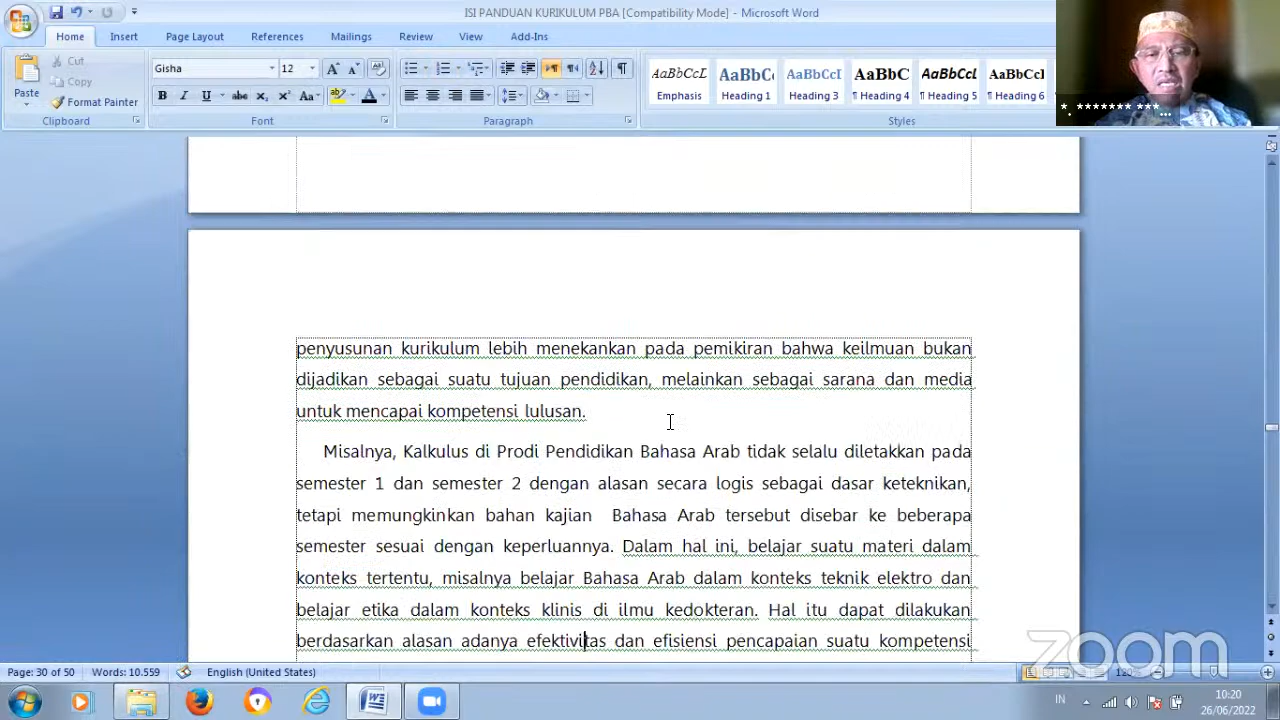 ISI PANDUAN KURIKULUM PBA [Compatibility Mode] - Microsoft Word
Home Insert Page Layout References Mailings Review View Add-Ins
Cut
Copy
Paste
Format Painter
Clipboard
Gisha 12
Font
Paragraph
AaBbCcL AaBbC AaBbCcI AaBbC AaBbCcL AaBbCcI
Emphasis Heading 1 Heading 3 ¶ Heading 4 ¶ Heading 5 ¶ Heading 6
Styles
*. ******* ***...
penyusunan kurikulum lebih menekankan pada pemikiran bahwa keilmuan bukan
dijadikan sebagai suatu tujuan pendidikan, melainkan sebagai sarana dan media
untuk mencapai kompetensi lulusan.
Misalnya, Kalkulus di Prodi Pendidikan Bahasa Arab tidak selalu diletakkan pada
semester 1 dan semester 2 dengan alasan secara logis sebagai dasar keteknikan,
tetapi memungkinkan bahan kajian Bahasa Arab tersebut disebar ke beberapa
semester sesuai dengan keperluannya. Dalam hal ini, belajar suatu materi dalam
konteks tertentu, misalnya belajar Bahasa Arab dalam konteks teknik elektro dan
belajar etika dalam konteks klinis di ilmu kedokteran. Hal itu dapat dilakukan
berdasarkan alasan adanya efektivitas dan efisiensi pencapaian suatu kompetensi
zoom
Page: 30 of 50 Words: 10.559 English (United States)
IN
10:20
26/06/2022